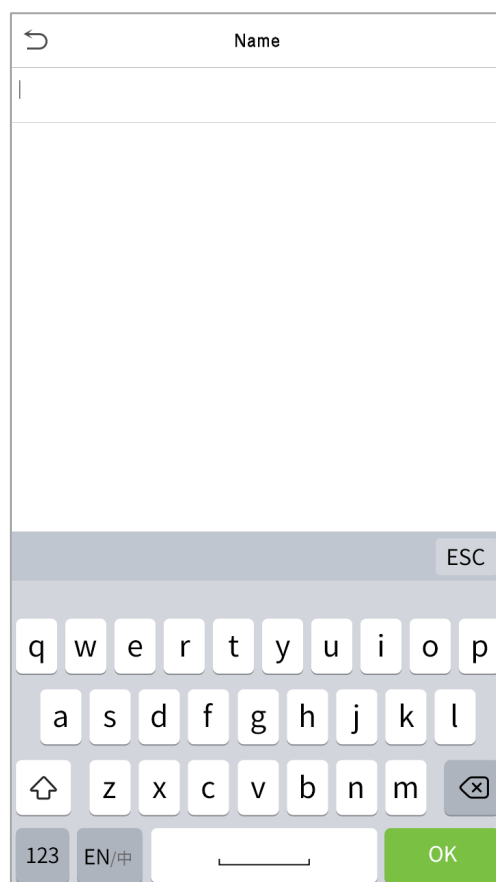 Name
ESC
q w e r t y u i o p
a s d f g h j k l
z x c v b n m
123 EN/中 OK